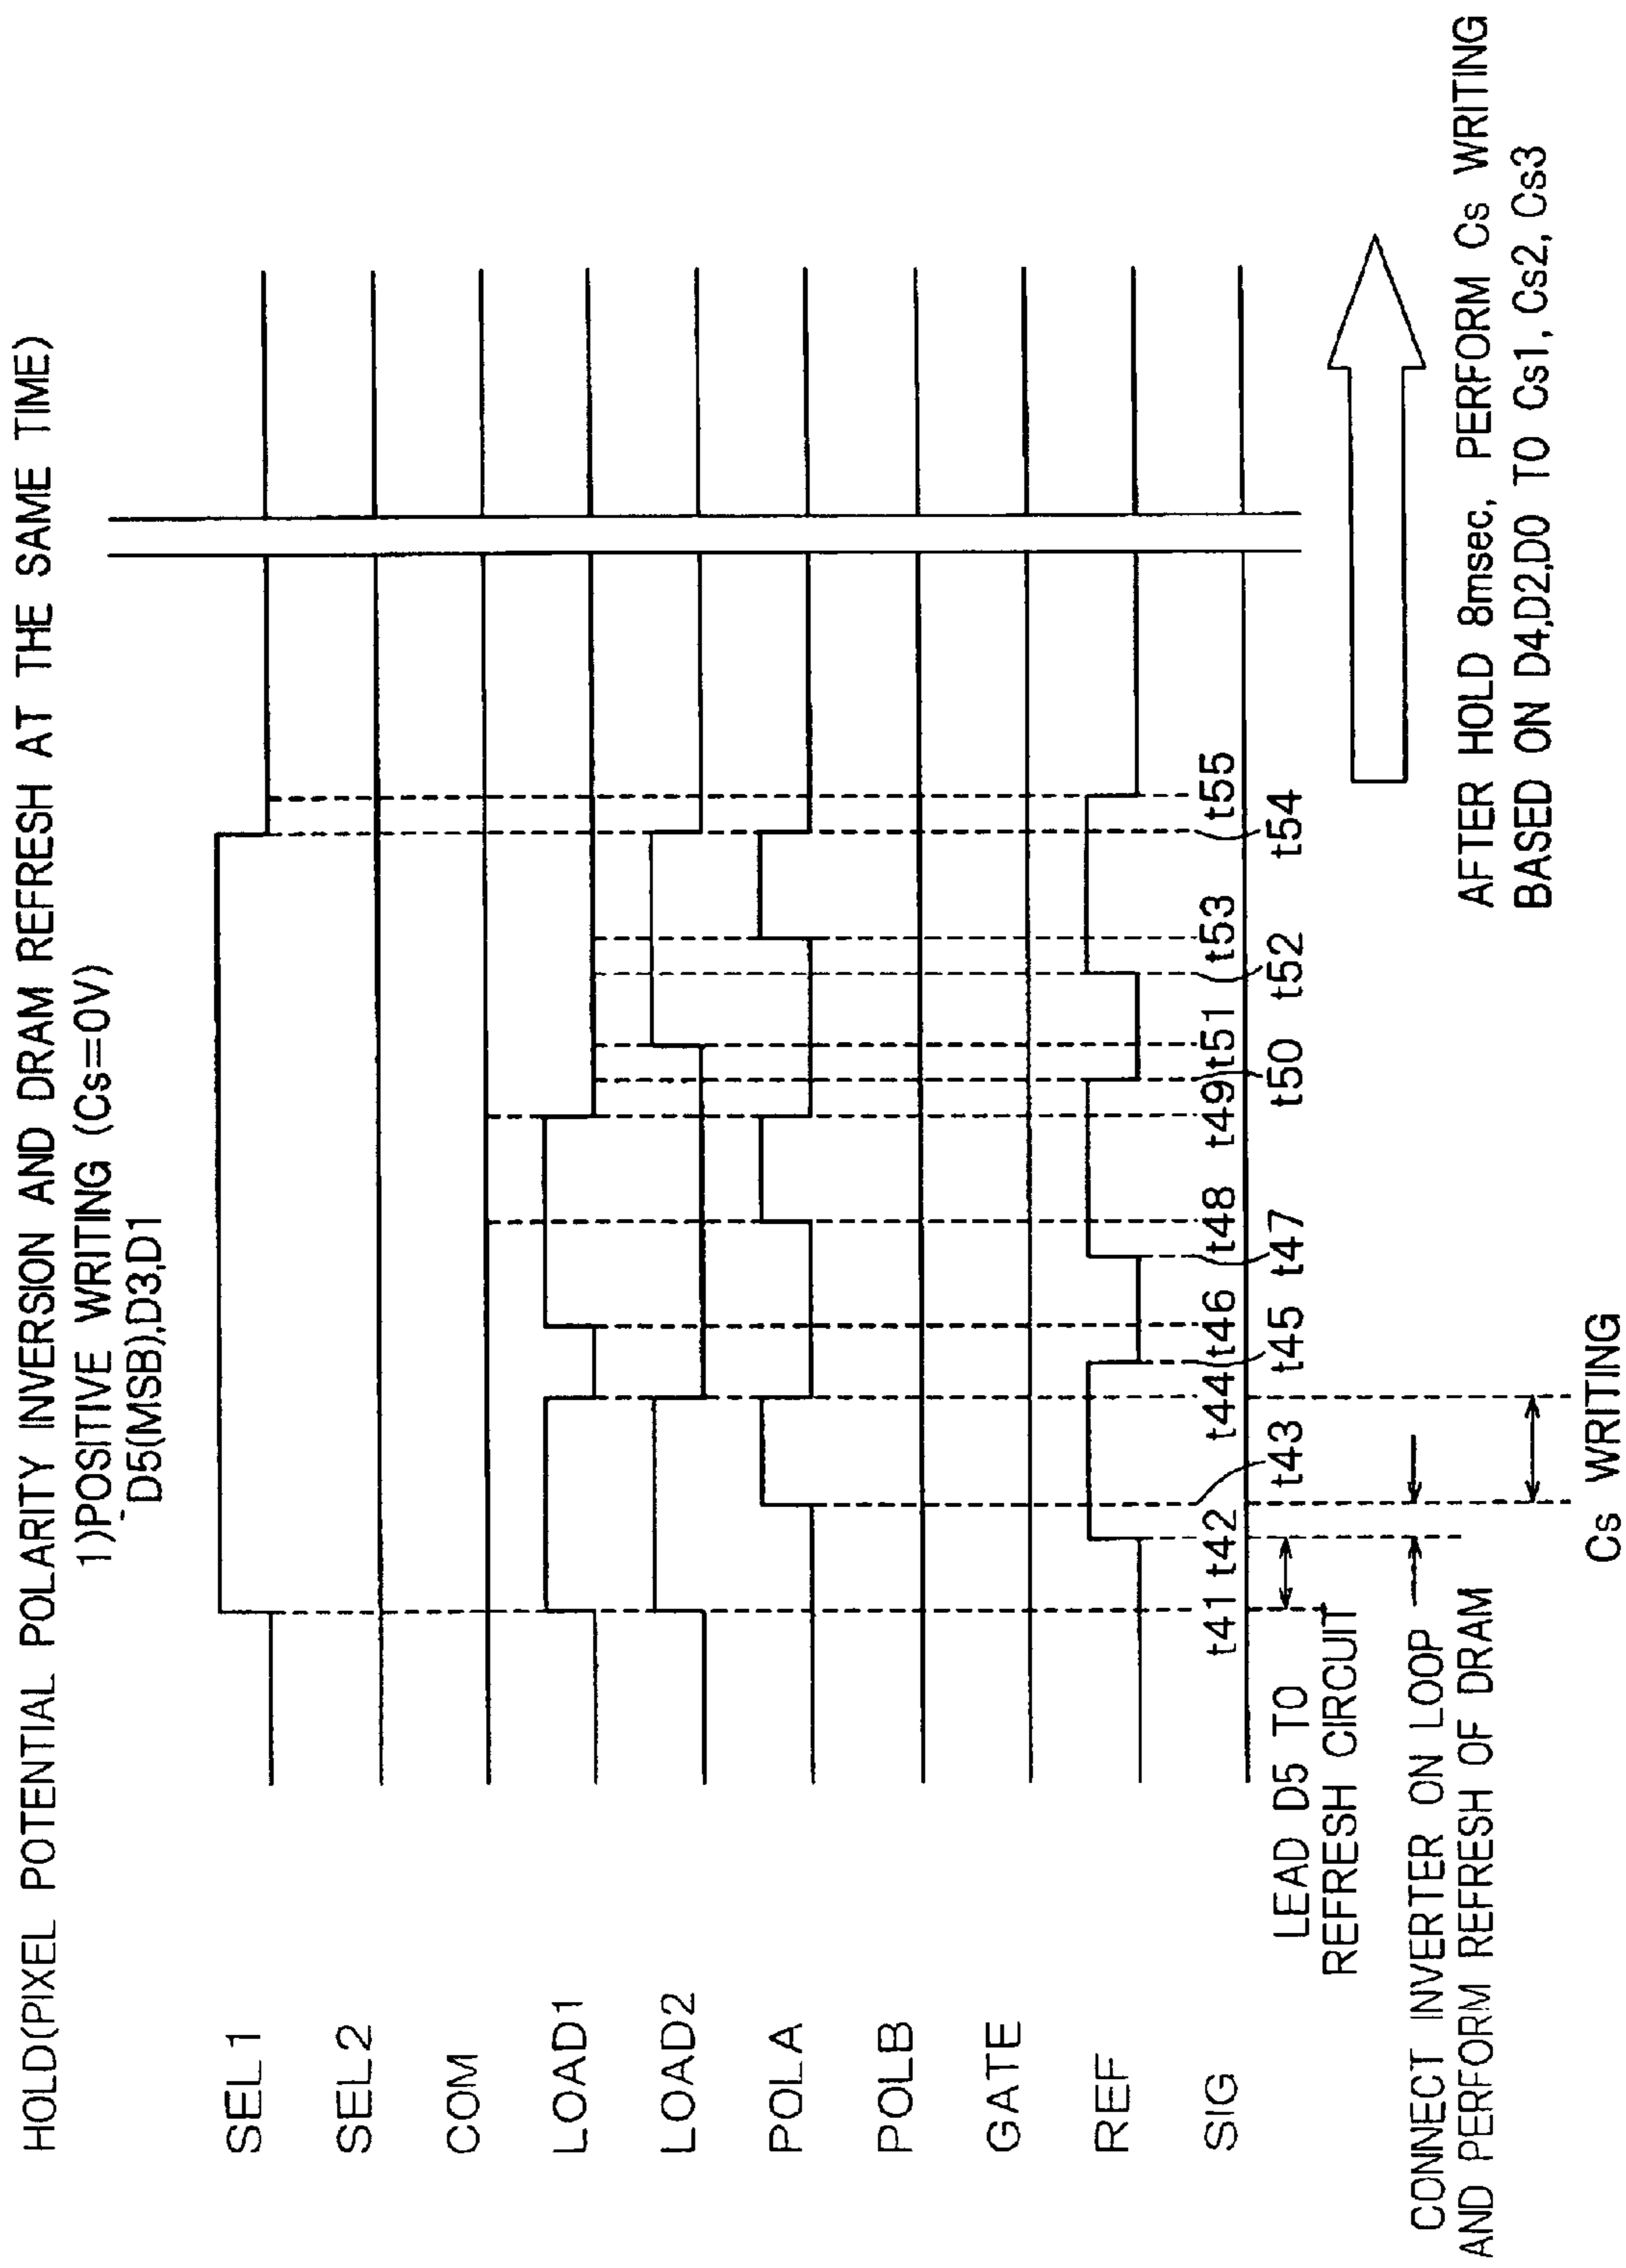 HOLD(PIXEL POTENTIAL POLARITY INVERSION AND DRAM REFRESH AT THE SAME TIME)
1)POSITIVE WRITING (Cs=0V)
D5(MSB),D3,D1
SEL1
SEL2
COM
LOAD1
LOAD2
POLA
POLB
GATE
REF
SIG
t41 t42 t44 t46 t48 t49 t51 t53 t55
t43 t45 t47 t50 t52 t54
LEAD D5 TO
REFRESH CIRCUIT
CONNECT INVERTER ON LOOP
AND PERFORM REFRESH OF DRAM
Cs WRITING
AFTER HOLD 8msec, PERFORM Cs WRITING
BASED ON D4,D2,D0 TO Cs1, Cs2, Cs3